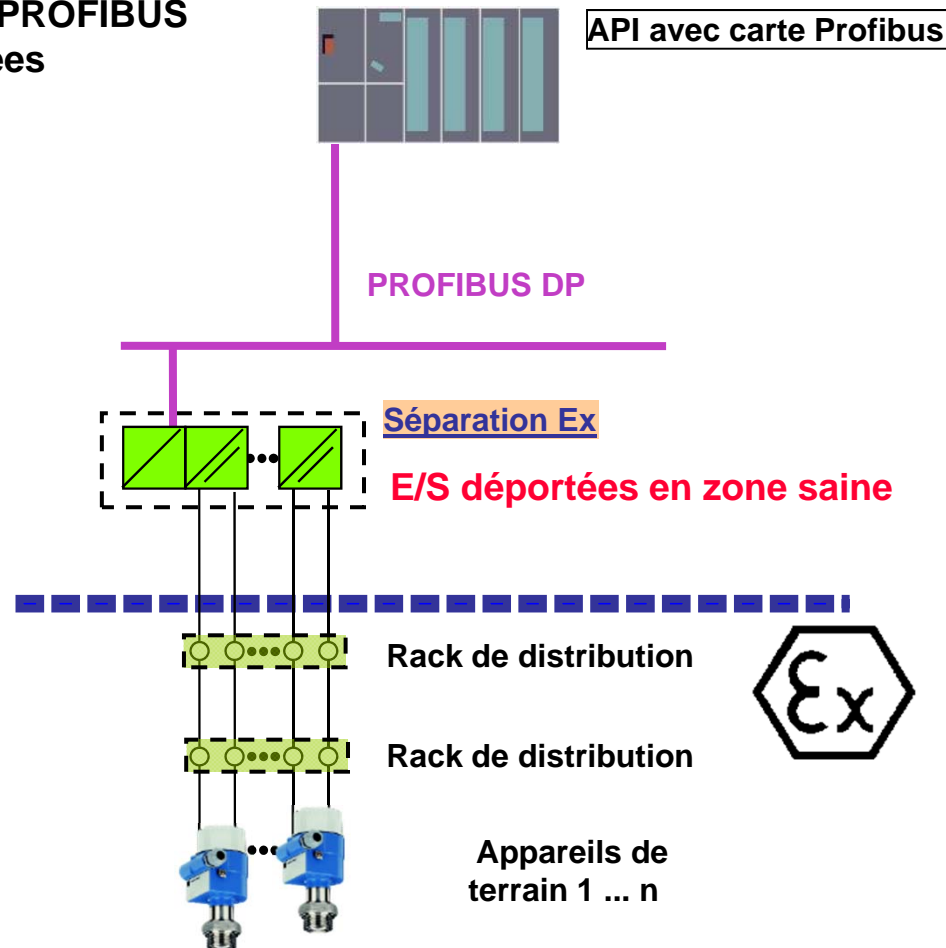 PROFIBUS
API avec carte Profibus
PROFIBUS DP
Séparation Ex
E/S déportées en zone saine
Rack de distribution
Ex
Rack de distribution
Appareils de
terrain 1 ... n